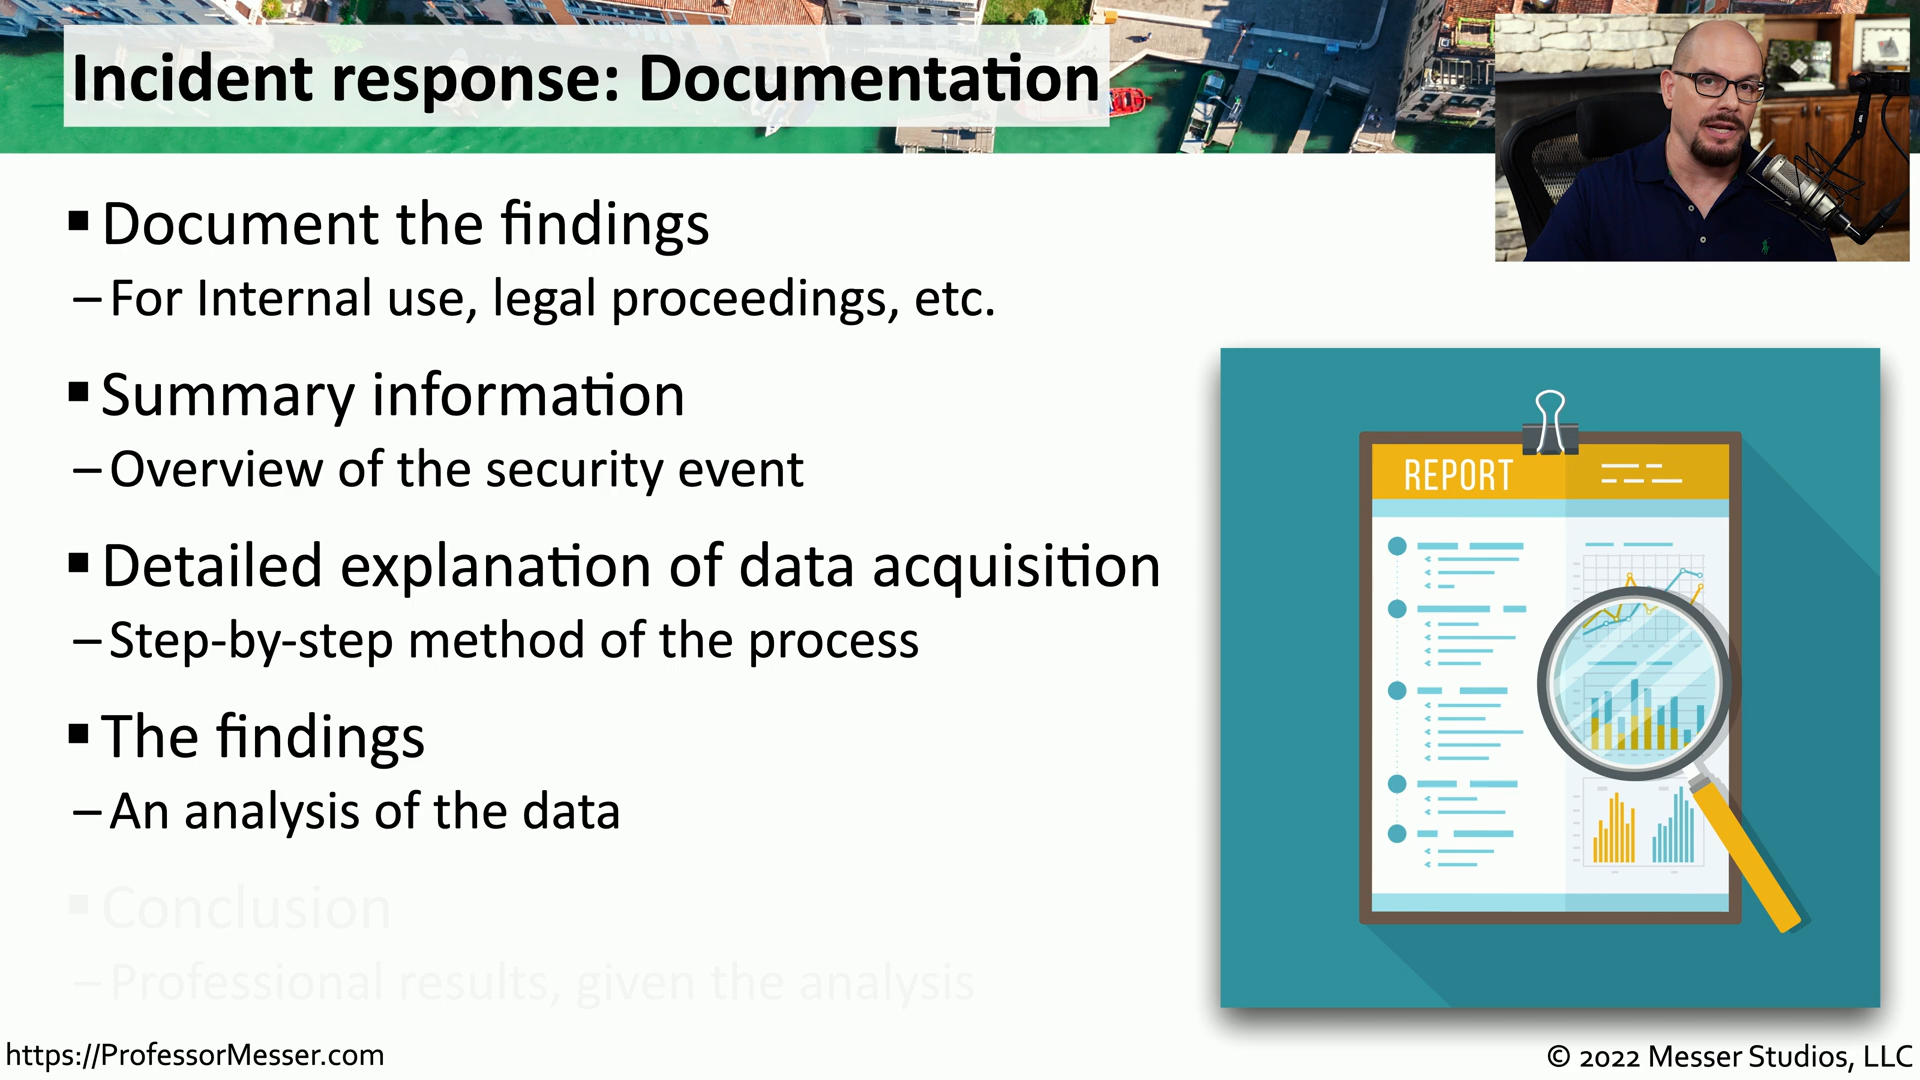 Incident response: Documentation
▪ Document the findings
– For Internal use, legal proceedings, etc.
▪ Summary information
– Overview of the security event
▪ Detailed explanation of data acquisition
– Step-by-step method of the process
▪ The findings
– An analysis of the data
▪ Conclusion
– Professional results, given the analysis
REPORT
https://ProfessorMesser.com
© 2022 Messer Studios, LLC